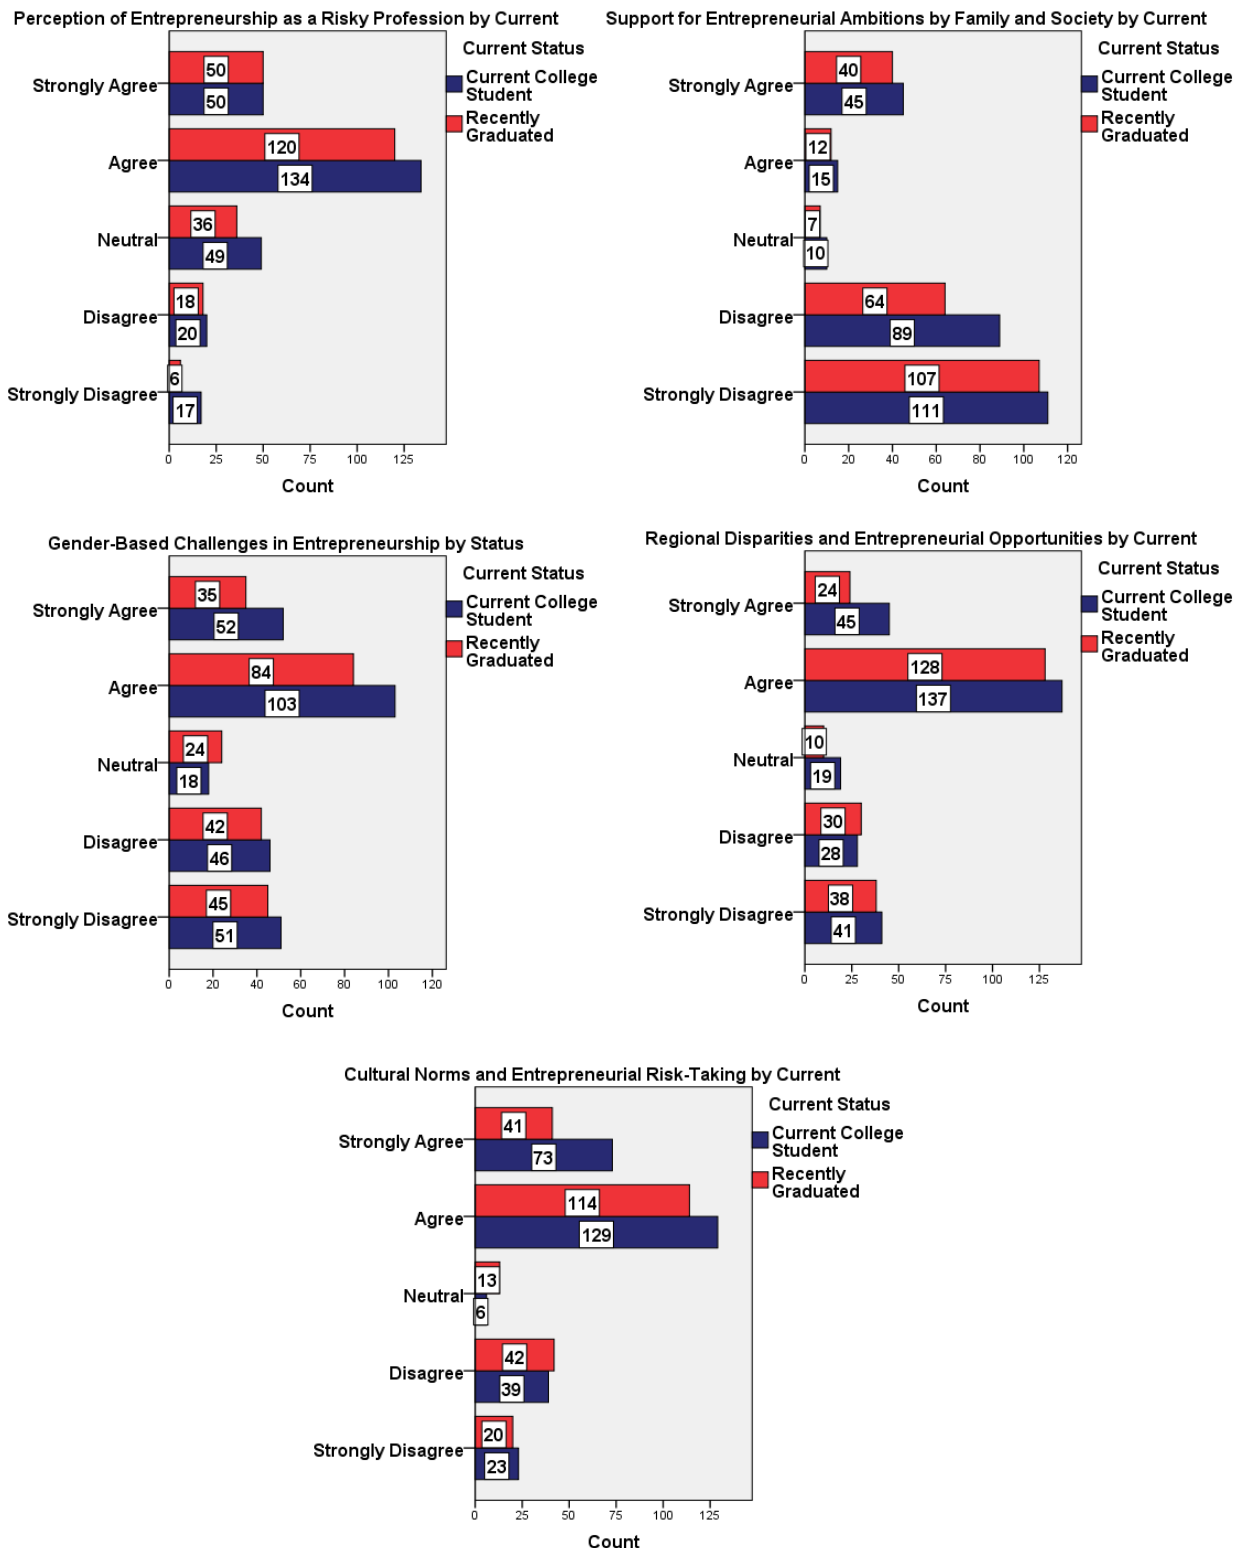 Perception of Entrepreneurship as a Risky Profession by Current
Current Status
Current College
Student
Recently
Graduated
Strongly Agree
50
50
Agree
120
134
Neutral
36
49
Disagree
18
20
Strongly Disagree
6
17
0 25 50 75 100 125
Count
Support for Entrepreneurial Ambitions by Family and Society by Current
Current Status
Current College
Student
Recently
Graduated
Strongly Agree
40
45
Agree
12
15
Neutral
7
10
Disagree
64
89
Strongly Disagree
107
111
0 20 40 60 80 100 120
Count
Gender-Based Challenges in Entrepreneurship by Status
Current Status
Current College
Student
Recently
Graduated
Strongly Agree
35
52
Agree
84
103
Neutral
24
18
Disagree
42
46
Strongly Disagree
45
51
0 20 40 60 80 100 120
Count
Regional Disparities and Entrepreneurial Opportunities by Current
Current Status
Current College
Student
Recently
Graduated
Strongly Agree
24
45
Agree
128
137
Neutral
10
19
Disagree
30
28
Strongly Disagree
38
41
0 25 50 75 100 125
Count
Cultural Norms and Entrepreneurial Risk-Taking by Current
Current Status
Current College
Student
Recently
Graduated
Strongly Agree
41
73
Agree
114
129
Neutral
13
6
Disagree
42
39
Strongly Disagree
20
23
0 25 50 75 100 125
Count